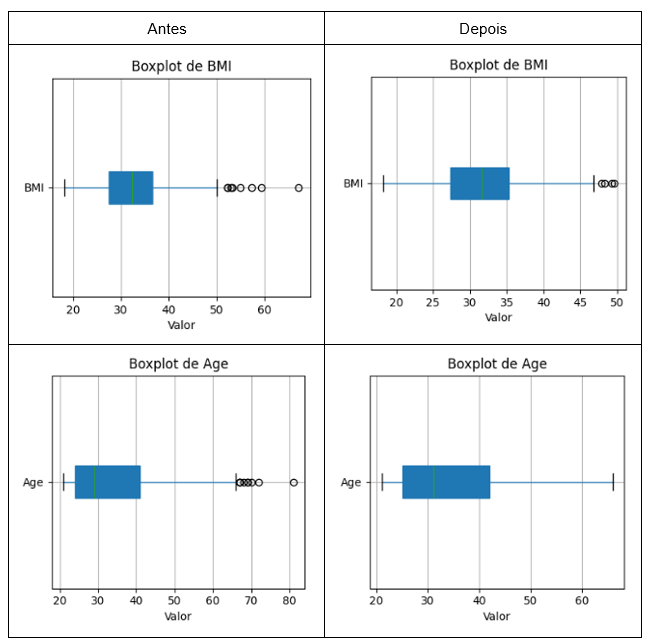 Antes
Depois
Boxplot de BMI
BMI
20 30 40 50 60
Valor
Boxplot de BMI
BMI
20 25 30 35 40 45 50
Valor
Boxplot de Age
Age
20 30 40 50 60 70 80
Valor
Boxplot de Age
Age
20 30 40 50 60
Valor